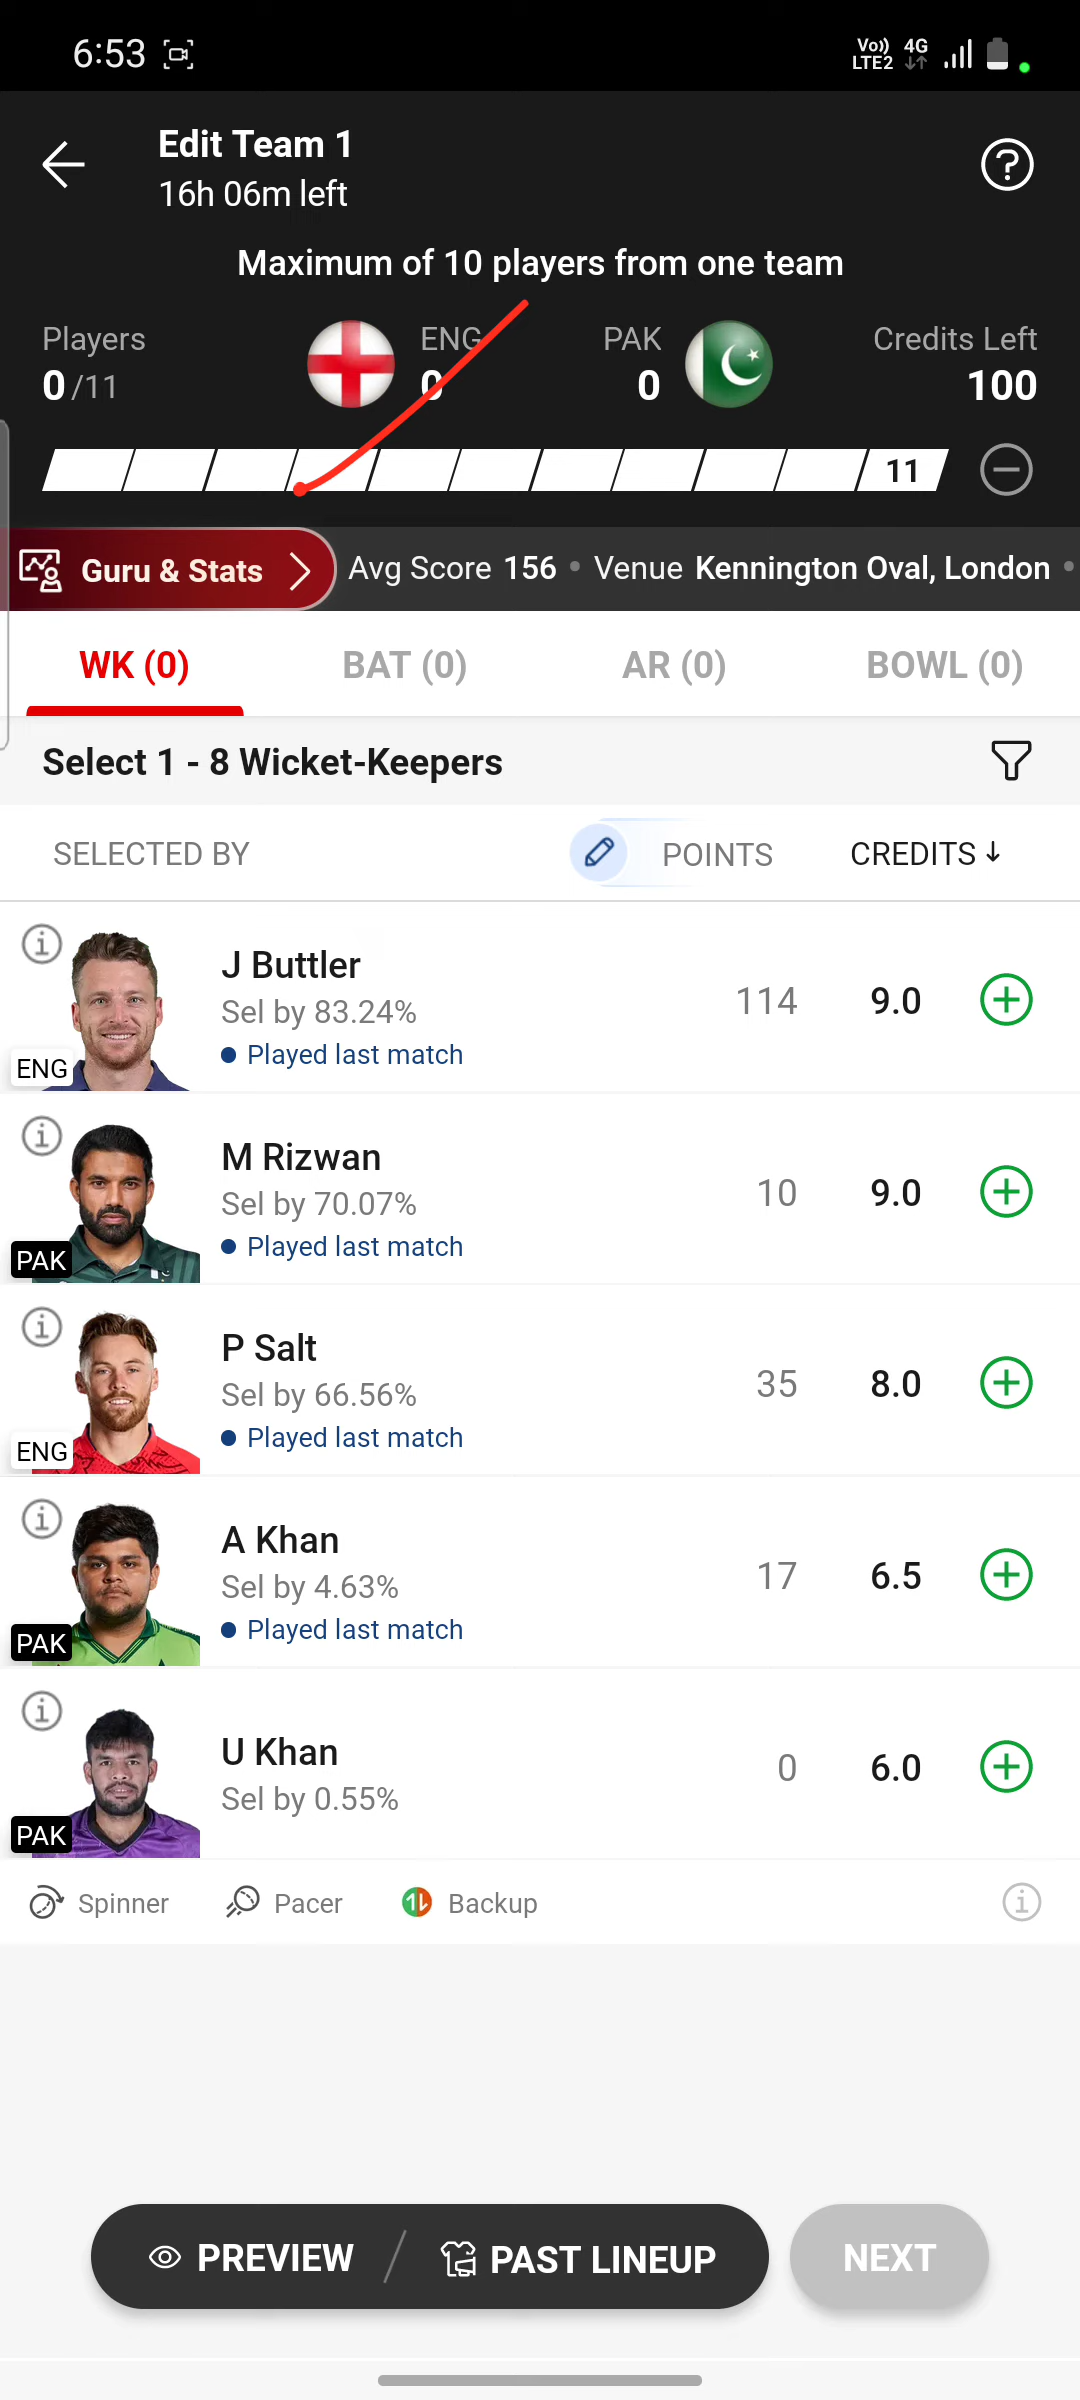 6:53
Vo)) LTE2 4G
Edit Team 1
16h 06m left
Maximum of 10 players from one team
Players ENG PAK Credits Left
0/11 0 0 100
11
Guru & Stats Avg Score 156 • Venue Kennington Oval, London •
WK (0) BAT (0) AR (0) BOWL (0)
Select 1 - 8 Wicket-Keepers
SELECTED BY POINTS CREDITS ↓
J Buttler
Sel by 83.24%
Played last match
ENG
114 9.0
M Rizwan
Sel by 70.07%
Played last match
PAK
10 9.0
P Salt
Sel by 66.56%
Played last match
ENG
35 8.0
A Khan
Sel by 4.63%
Played last match
PAK
17 6.5
U Khan
Sel by 0.55%
PAK
0 6.0
Spinner Pacer Backup
PREVIEW / PAST LINEUP NEXT